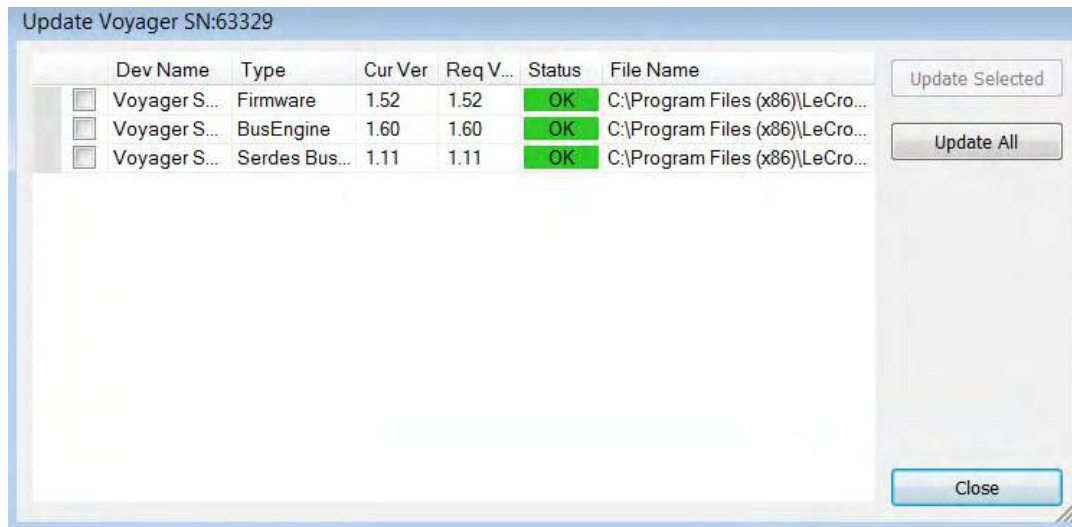 Update Voyager SN:63329
Dev Name Type Cur Ver Req V... Status File Name
Voyager S... Firmware 1.52 1.52 OK C:\Program Files (x86)\LeCro...
Voyager S... BusEngine 1.60 1.60 OK C:\Program Files (x86)\LeCro...
Voyager S... Serdes Bus... 1.11 1.11 OK C:\Program Files (x86)\LeCro...
Update Selected
Update All
Close